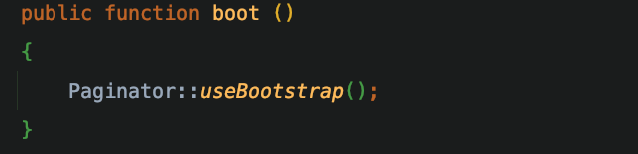 public function boot ()
{
    Paginator::useBootstrap();
}